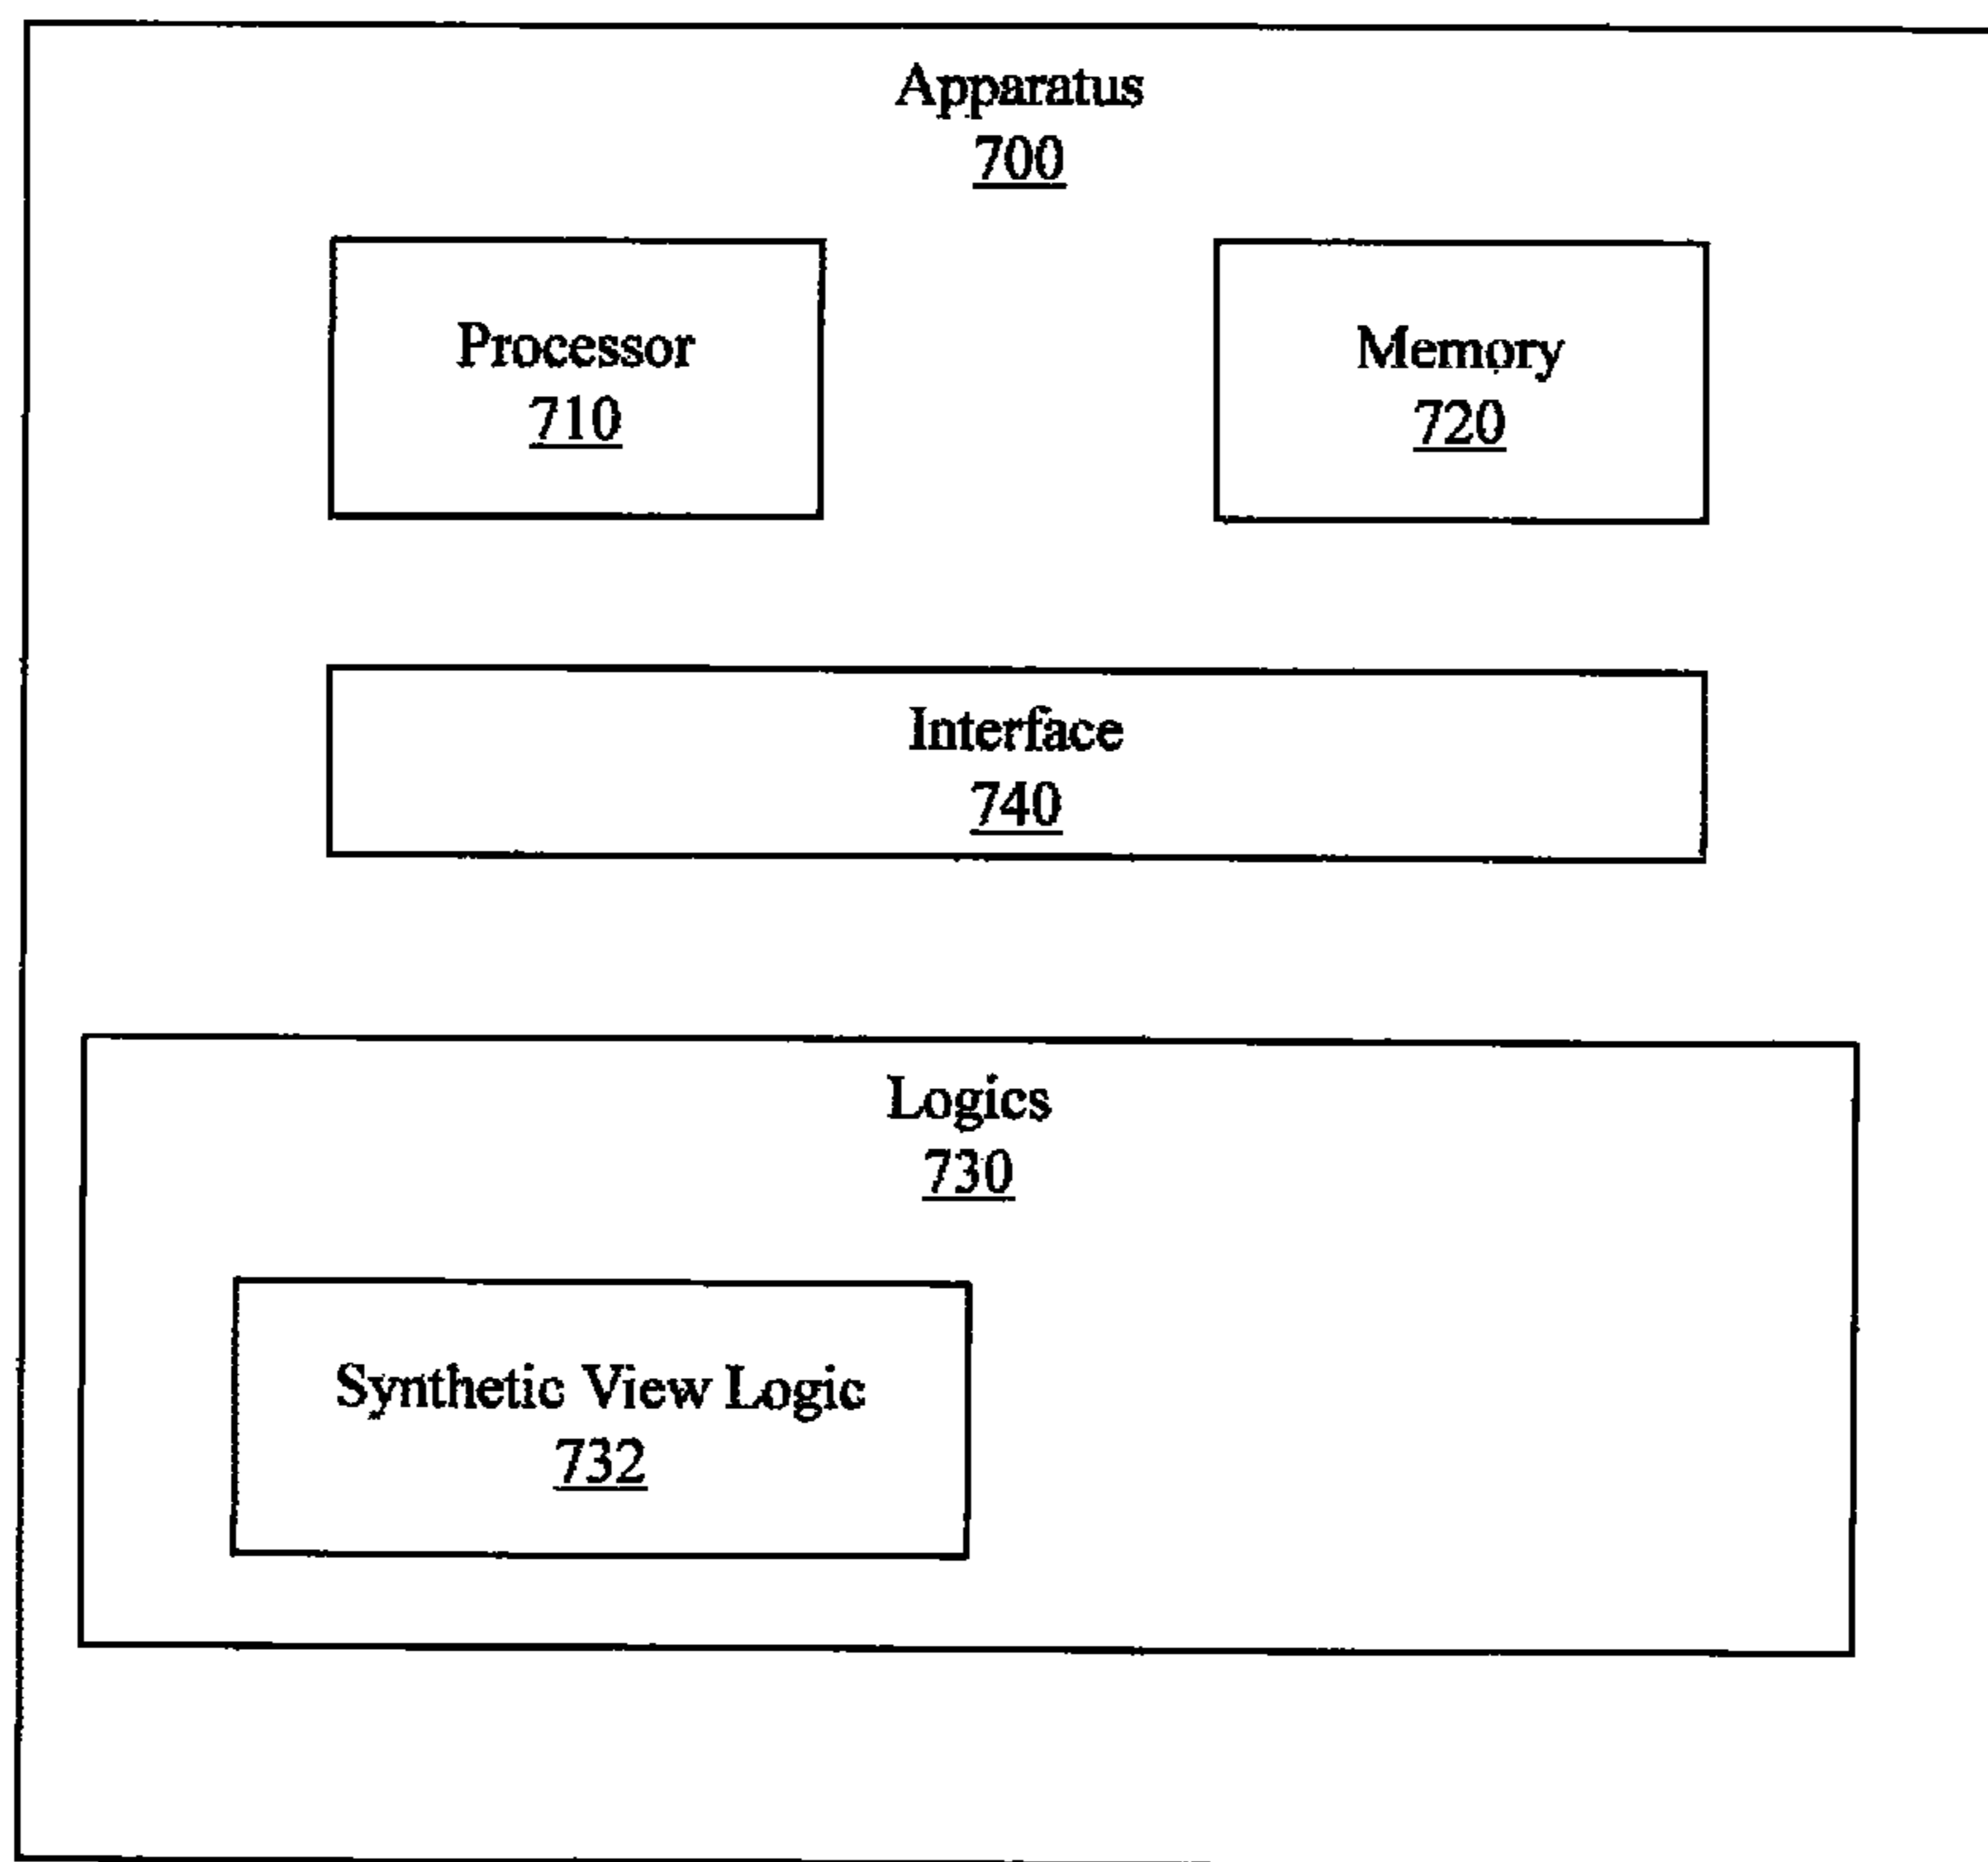 Apparatus
700
Processor
710
Memory
720
Interface
740
Logics
730
Synthetic View Logic
732